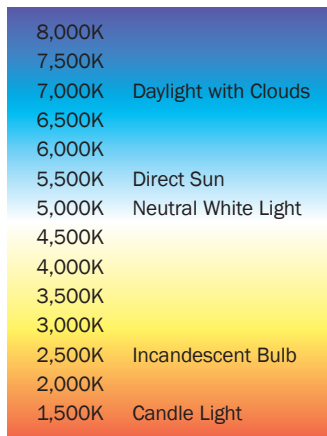 8,000K
7,500K
7,000K Daylight with Clouds
6,500K
6,000K
5,500K Direct Sun
5,000K Neutral White Light
4,500K
4,000K
3,500K
3,000K
2,500K Incandescent Bulb
2,000K
1,500K Candle Light